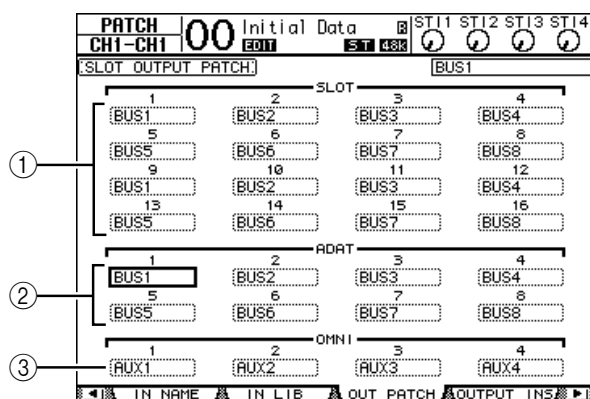 PATCH
CH1-CH1
00 Initial Data
EDIT
ST 48K
ST11 ST12 ST13 ST14
SLOT OUTPUT PATCH
BUS1
SLOT
1 2 3 4
BUS1 BUS2 BUS3 BUS4
5 6 7 8
BUS5 BUS6 BUS7 BUS8
9 10 11 12
BUS1 BUS2 BUS3 BUS4
13 14 15 16
BUS5 BUS6 BUS7 BUS8
1
ADAT
1 2 3 4
BUS1 BUS2 BUS3 BUS4
5 6 7 8
BUS5 BUS6 BUS7 BUS8
2
OMNI
1 2 3 4
AUX1 AUX2 AUX3 AUX4
3
IN NAME IN LIB OUT PATCH OUTPUT INS